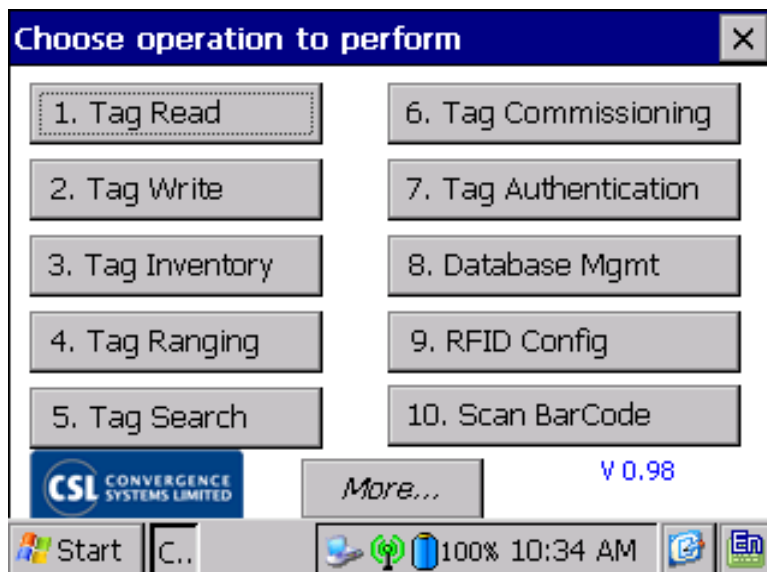 Choose operation to perform
1. Tag Read
2. Tag Write
3. Tag Inventory
4. Tag Ranging
5. Tag Search
6. Tag Commissioning
7. Tag Authentication
8. Database Mgmt
9. RFID Config
10. Scan BarCode
CSL CONVERGENCE
SYSTEMS LIMITED
More...
V 0.98
Start C.. 100% 10:34 AM En